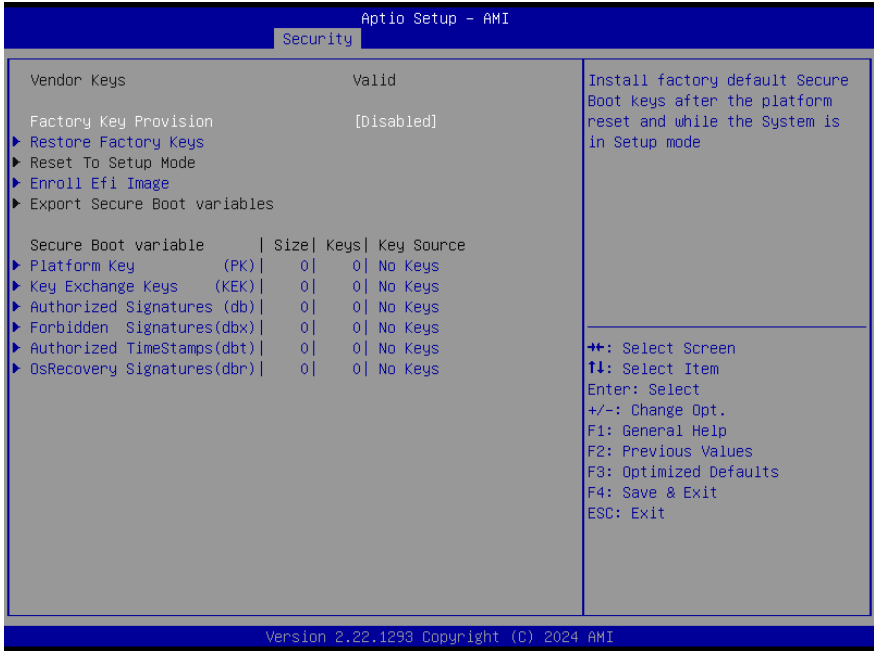 Aptio Setup – AMI
Security
Vendor Keys Valid
Factory Key Provision [Disabled]
Restore Factory Keys
Reset To Setup Mode
Enroll Efi Image
Export Secure Boot variables
Secure Boot variable | Size| Keys| Key Source
Platform Key (PK)| 0| 0| No Keys
Key Exchange Keys (KEK)| 0| 0| No Keys
Authorized Signatures (db)| 0| 0| No Keys
Forbidden Signatures(dbx)| 0| 0| No Keys
Authorized TimeStamps(dbt)| 0| 0| No Keys
OsRecovery Signatures(dbr)| 0| 0| No Keys
Install factory default Secure
Boot keys after the platform
reset and while the System is
in Setup mode
→←: Select Screen
↑↓: Select Item
Enter: Select
+/-: Change Opt.
F1: General Help
F2: Previous Values
F3: Optimized Defaults
F4: Save & Exit
ESC: Exit
Version 2.22.1293 Copyright (C) 2024 AMI